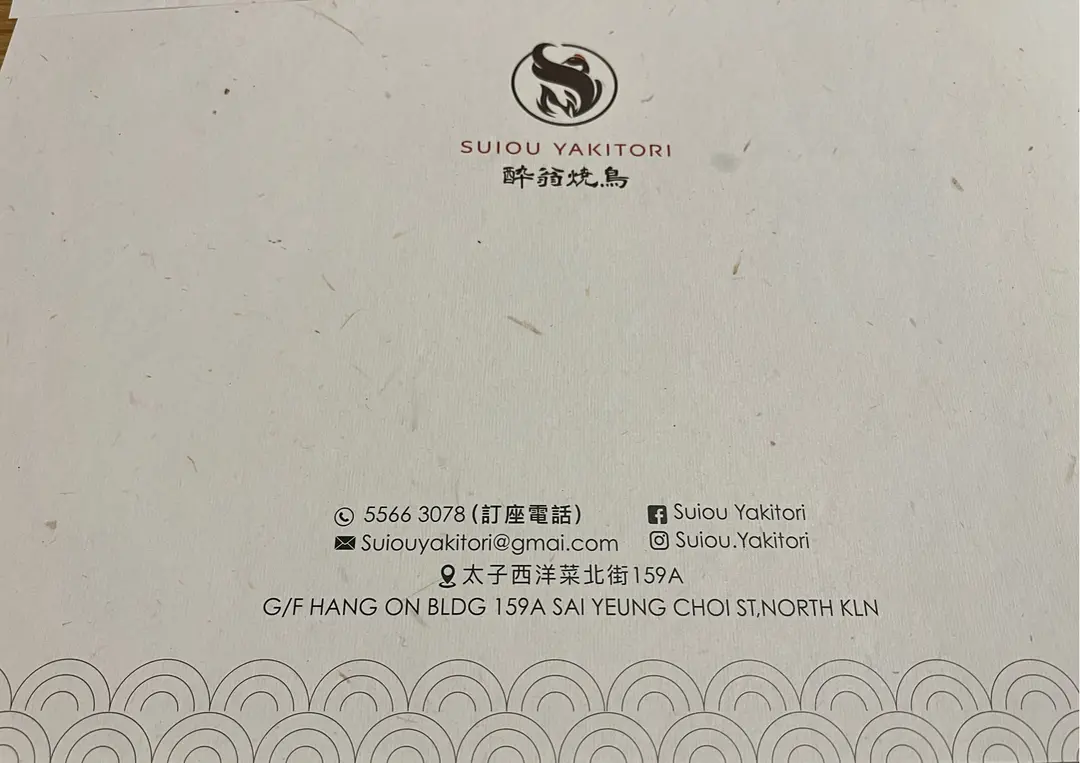 SUIOU YAKITORI
醉翁焼鳥
5566 3078 (訂座電話)
Suiou Yakitori
Suiouyakitori@gmai.com
Suiou.Yakitori
太子西洋菜北街159A
G/F HANG ON BLDG 159A SAI YEUNG CHOI ST,NORTH KLN